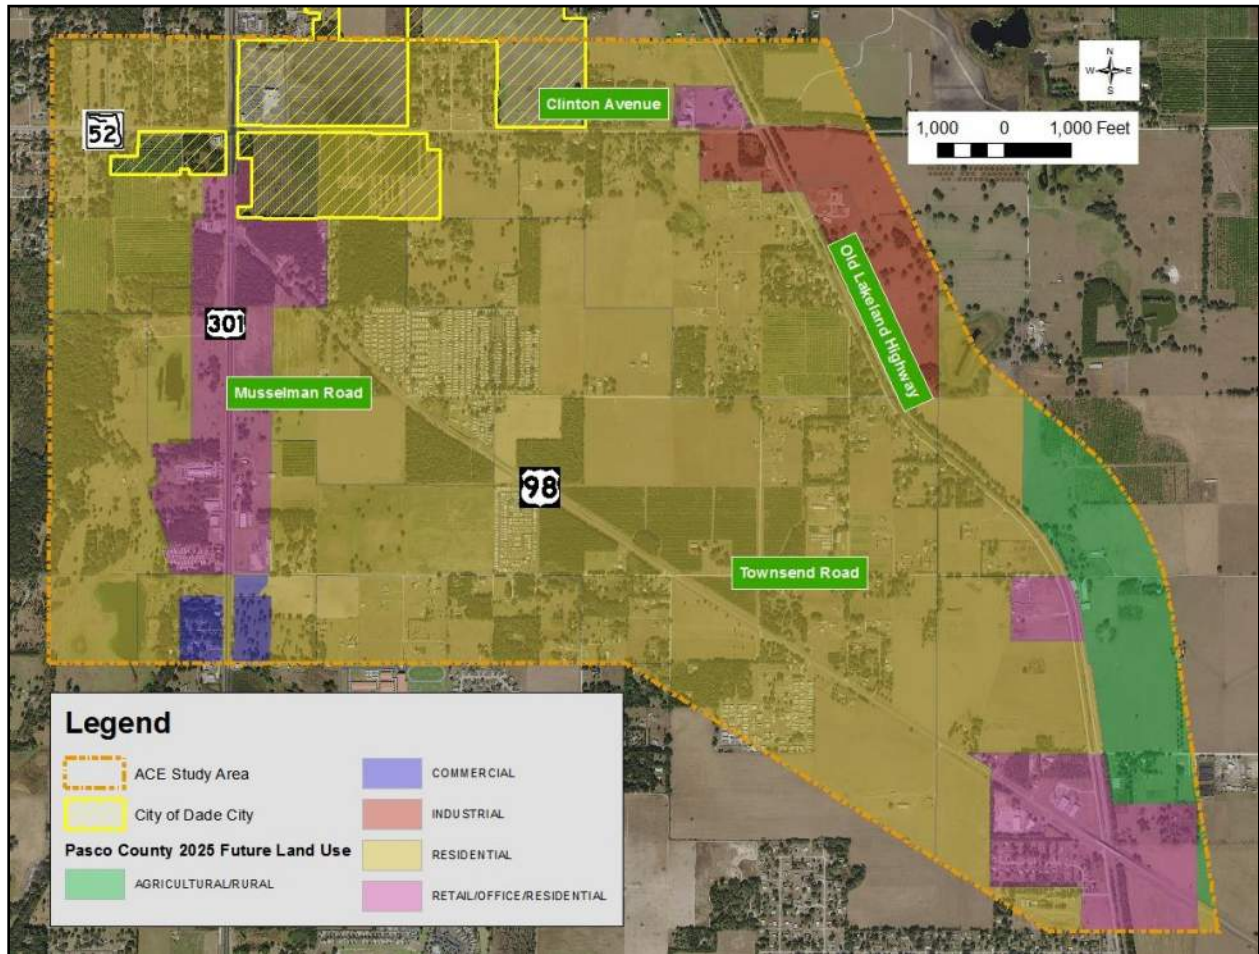 N
W E
S
Clinton Avenue
52
1,000 0 1,000 Feet
Old Lakeland Highway
301
Musselman Road
98
Townsend Road
Legend
ACE Study Area
City of Dade City
Pasco County 2025 Future Land Use
AGRICULTURAL/RURAL
COMMERCIAL
INDUSTRIAL
RESIDENTIAL
RETAIL/OFFICE/RESIDENTIAL